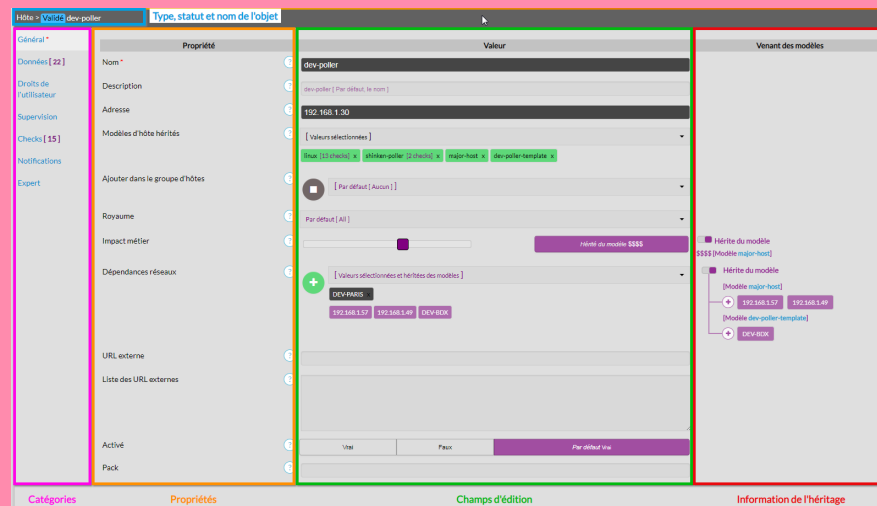 Hôte > Validé dev-poller
Type, statut et nom de l'objet
Général *
Données [ 22 ]
Droits de
l'utilisateur
Supervision
Checks [ 15 ]
Notifications
Expert
Propriété
Valeur
Venant des modèles
Nom *
?
dev-poller
Description
?
dev-poller [ Par défaut, le nom ]
Adresse
?
192.168.1.30
Modèles d'hôte hérités
?
[ Valeurs sélectionnées ]
linux [13 checks] x shinken-poller [2 checks] x major-host x dev-poller-template x
Ajouter dans le groupe d'hôtes
?
[ Par défaut [ Aucun ] ]
Royaume
?
Par défaut [ All ]
Impact métier
?
Hérité du modèle $$$$
Hérite du modèle
$$$$ [Modèle major-host]
Dépendances réseaux
?
[ Valeurs sélectionnées et héritées des modèles ]
DEV-PARIS x
192.168.1.57 192.168.1.49 DEV-BDX
Hérite du modèle
[Modèle major-host]
192.168.1.57 192.168.1.49
[Modèle dev-poller-template]
DEV-BDX
URL externe
?
Liste des URL externes
?
Activé
?
Vrai
Faux
Par défaut Vrai
Pack
?
Catégories
Propriétés
Champs d'édition
Information de l'héritage